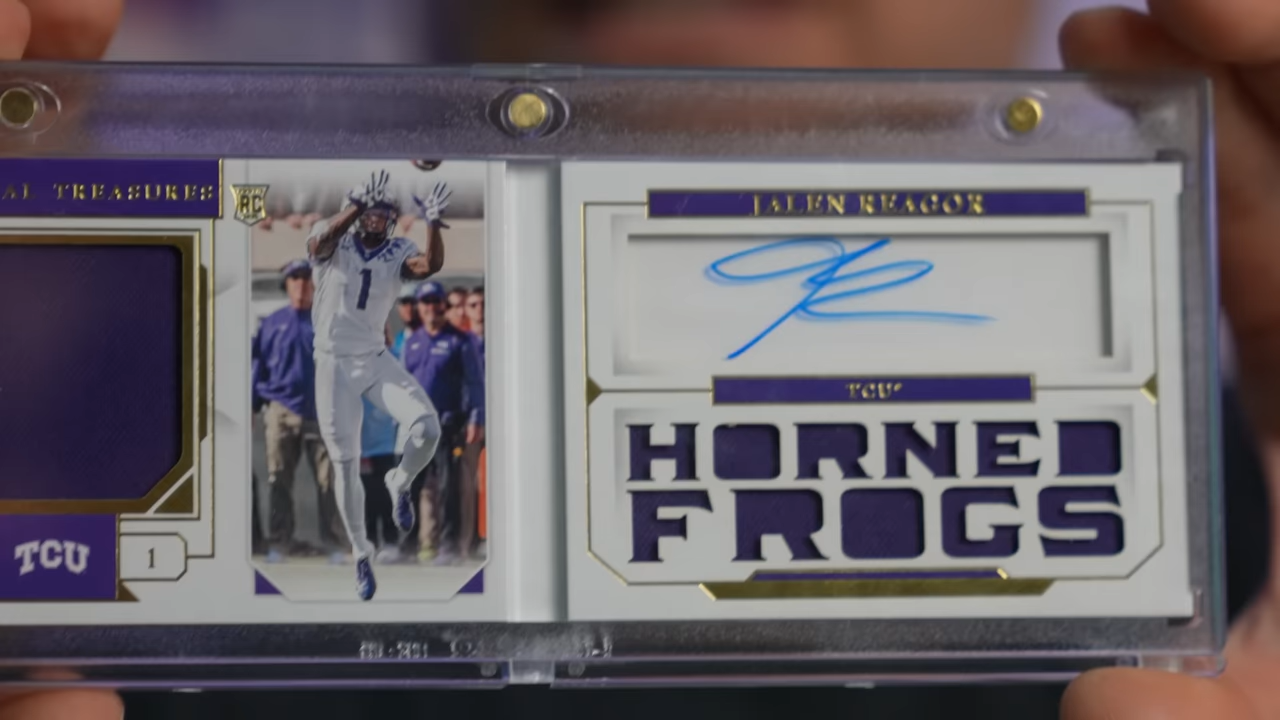 AL TREASURES
RC
1
TCU
1
JALEN REAGOR
TCU®
HORNED
FROGS